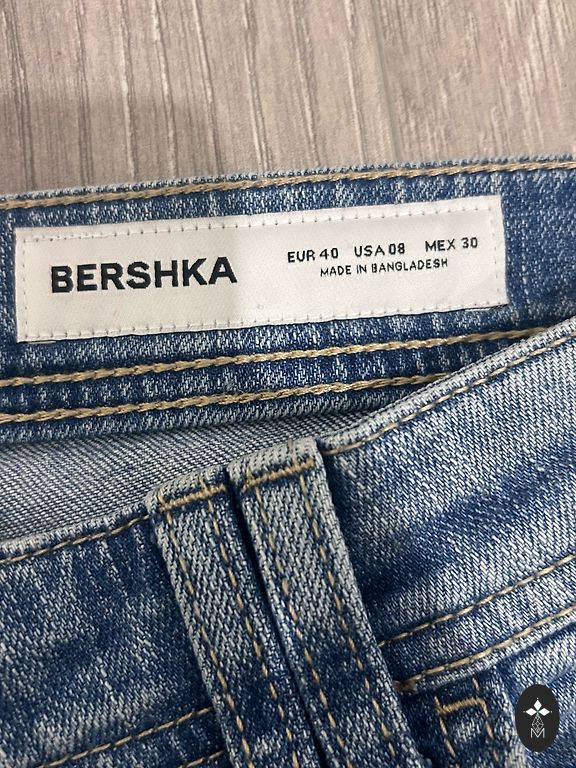 BERSHKA
EUR 40 USA 08 MEX 30
MADE IN BANGLADESH
M